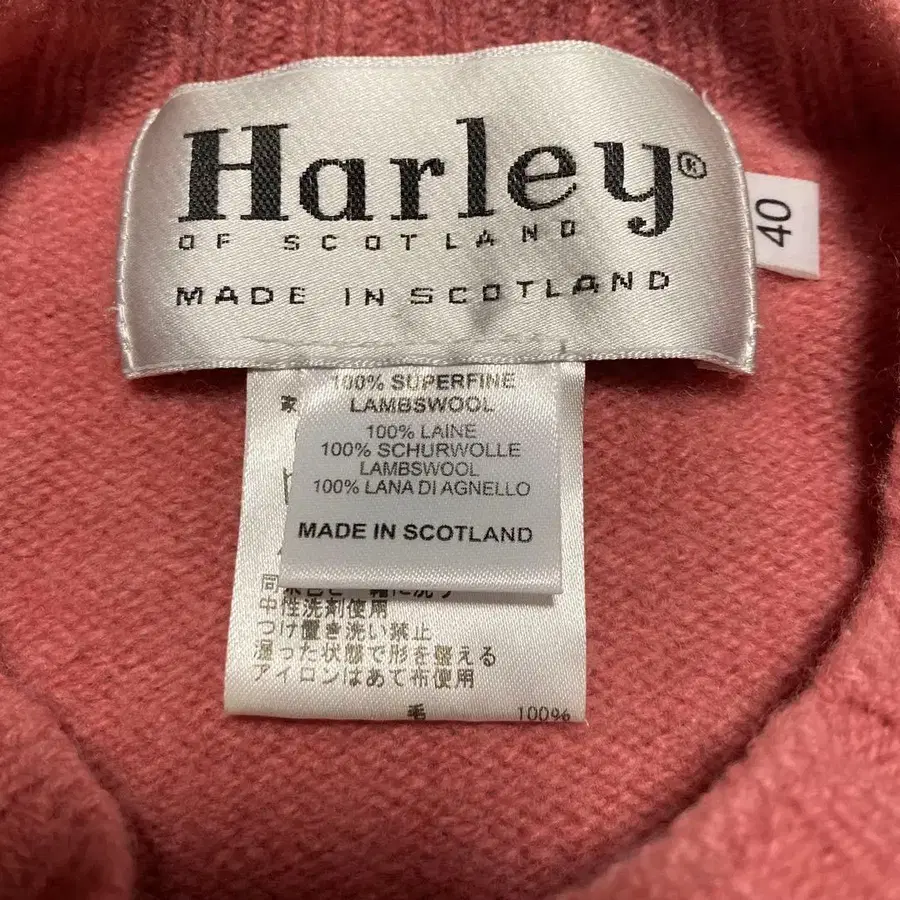 Harley®
OF SCOTLAND
MADE IN SCOTLAND
40
100% SUPERFINE
LAMBSWOOL
100% LAINE
100% SCHURWOLLE
LAMBSWOOL
100% LANA DI AGNELLO
MADE IN SCOTLAND
中性洗剤使用
つけ置き洗い禁止
湿った状態で形を整える
アイロンはあて布使用
毛 100%